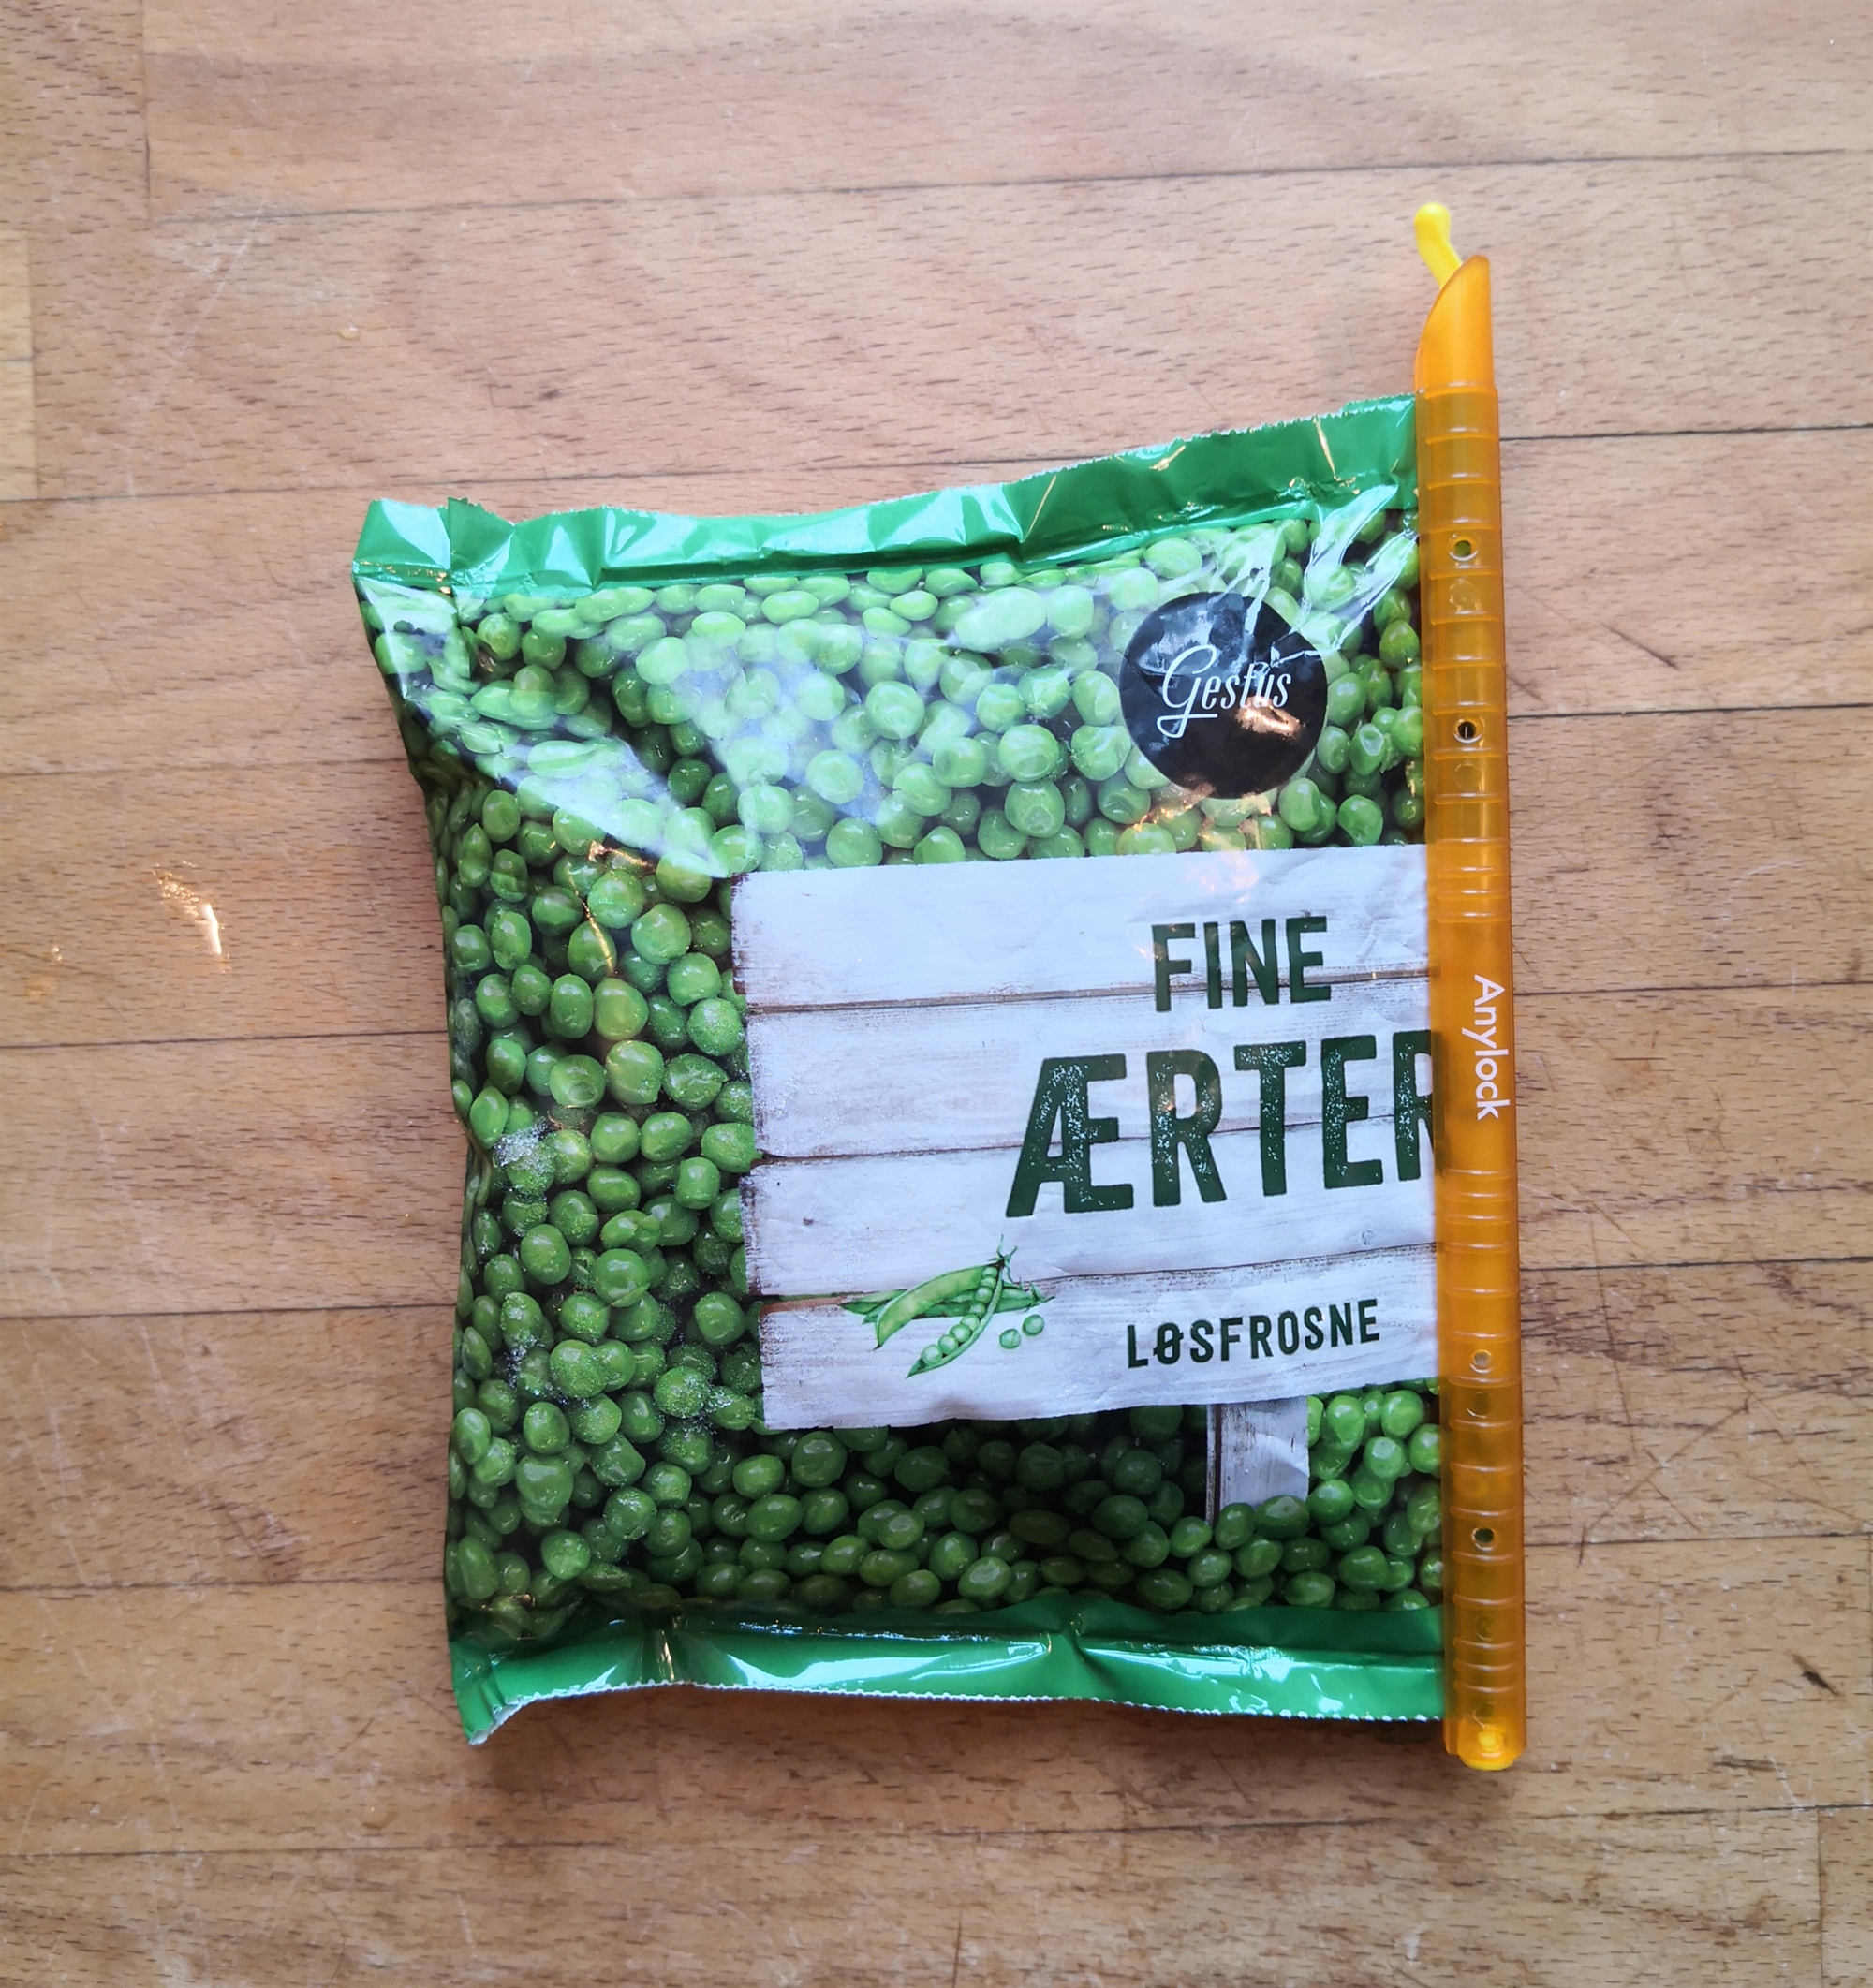 Gestus
FINE
ÆRTER
LØSFROSNE
Anylock